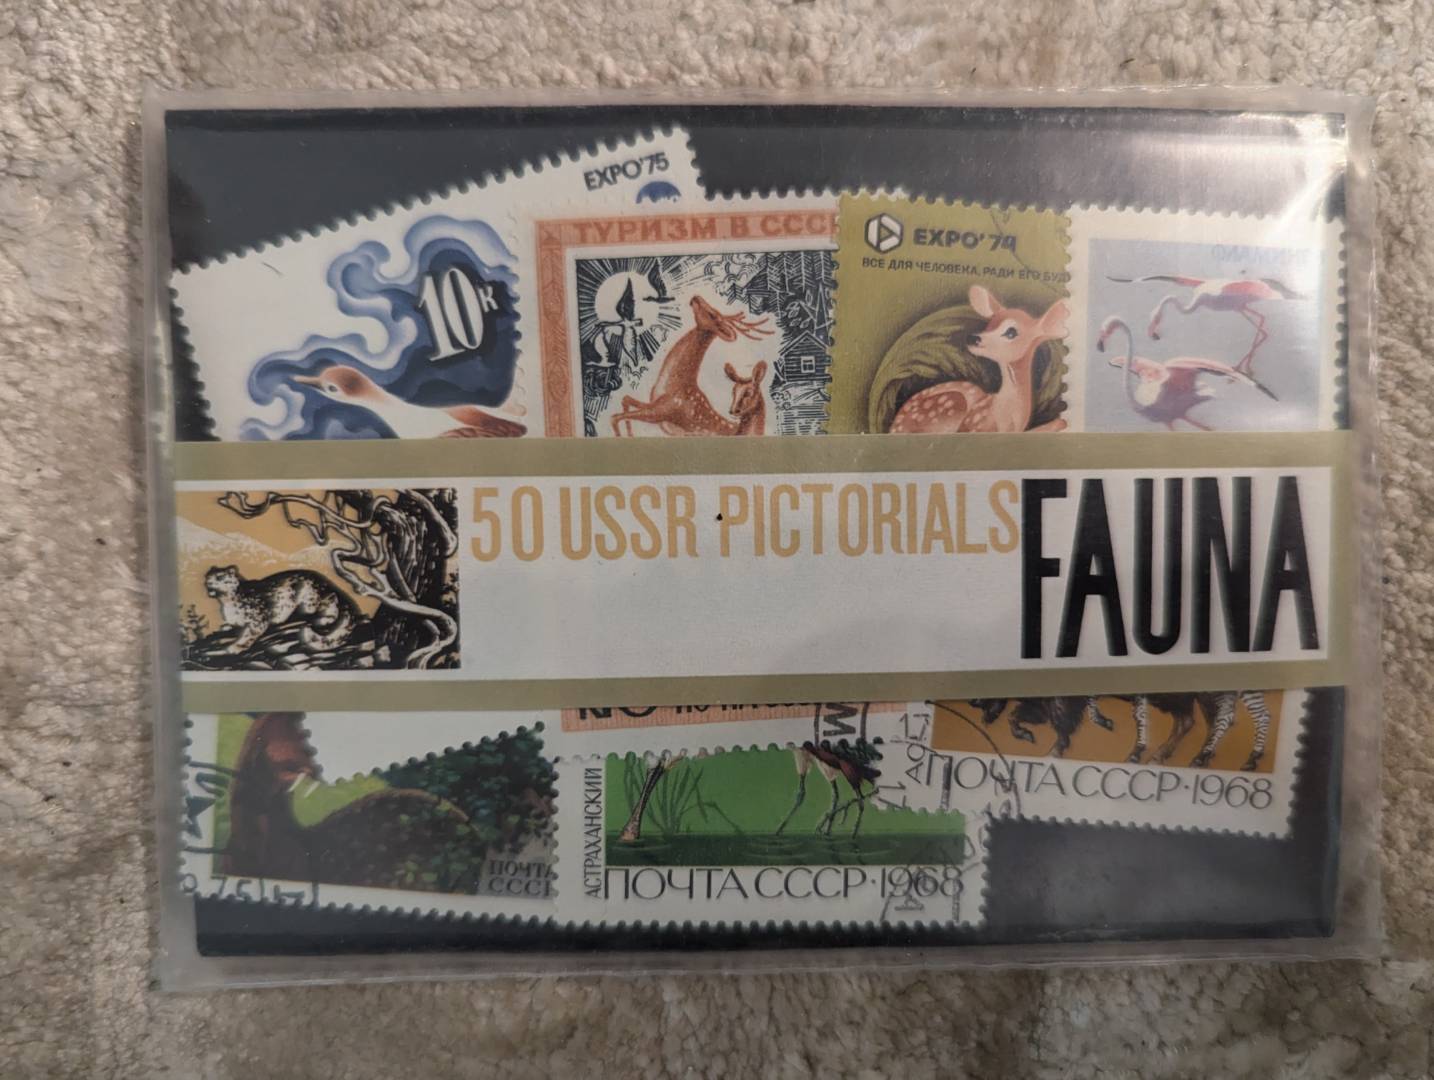 EXPO'75
10к
ТУРИЗМ В СССР
EXPO'74
ВСЕ ДЛЯ ЧЕЛОВЕКА, РАДИ ЕГО
50 USSR PICTORIALS
FAUNA
17
ПОЧТА СССР·1968
АСТРАХАНСКИЙ
ПОЧТА
СССР
ПОЧТА СССР·1968